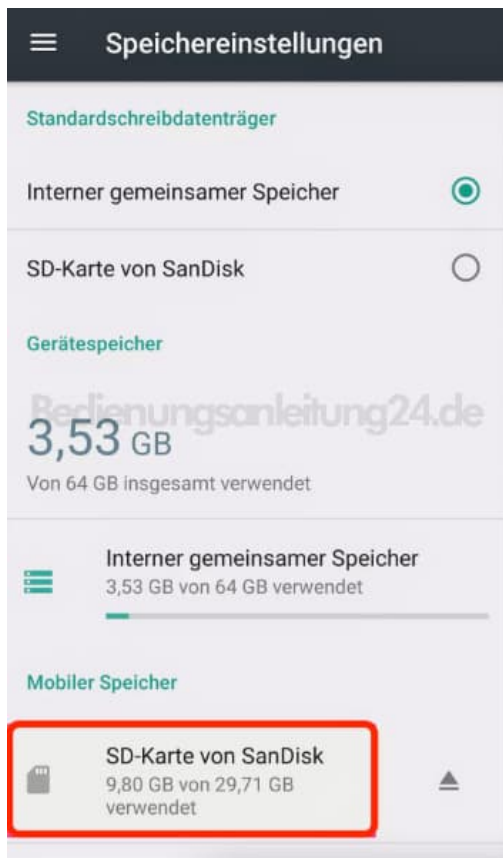 Speichereinstellungen
Standardschreibdatenträger
Interner gemeinsamer Speicher
SD-Karte von SanDisk
Gerätespeicher
Bedienungsanleitung24.de
3,53 GB
Von 64 GB insgesamt verwendet
Interner gemeinsamer Speicher
3,53 GB von 64 GB verwendet
Mobiler Speicher
SD-Karte von SanDisk
9,80 GB von 29,71 GB
verwendet